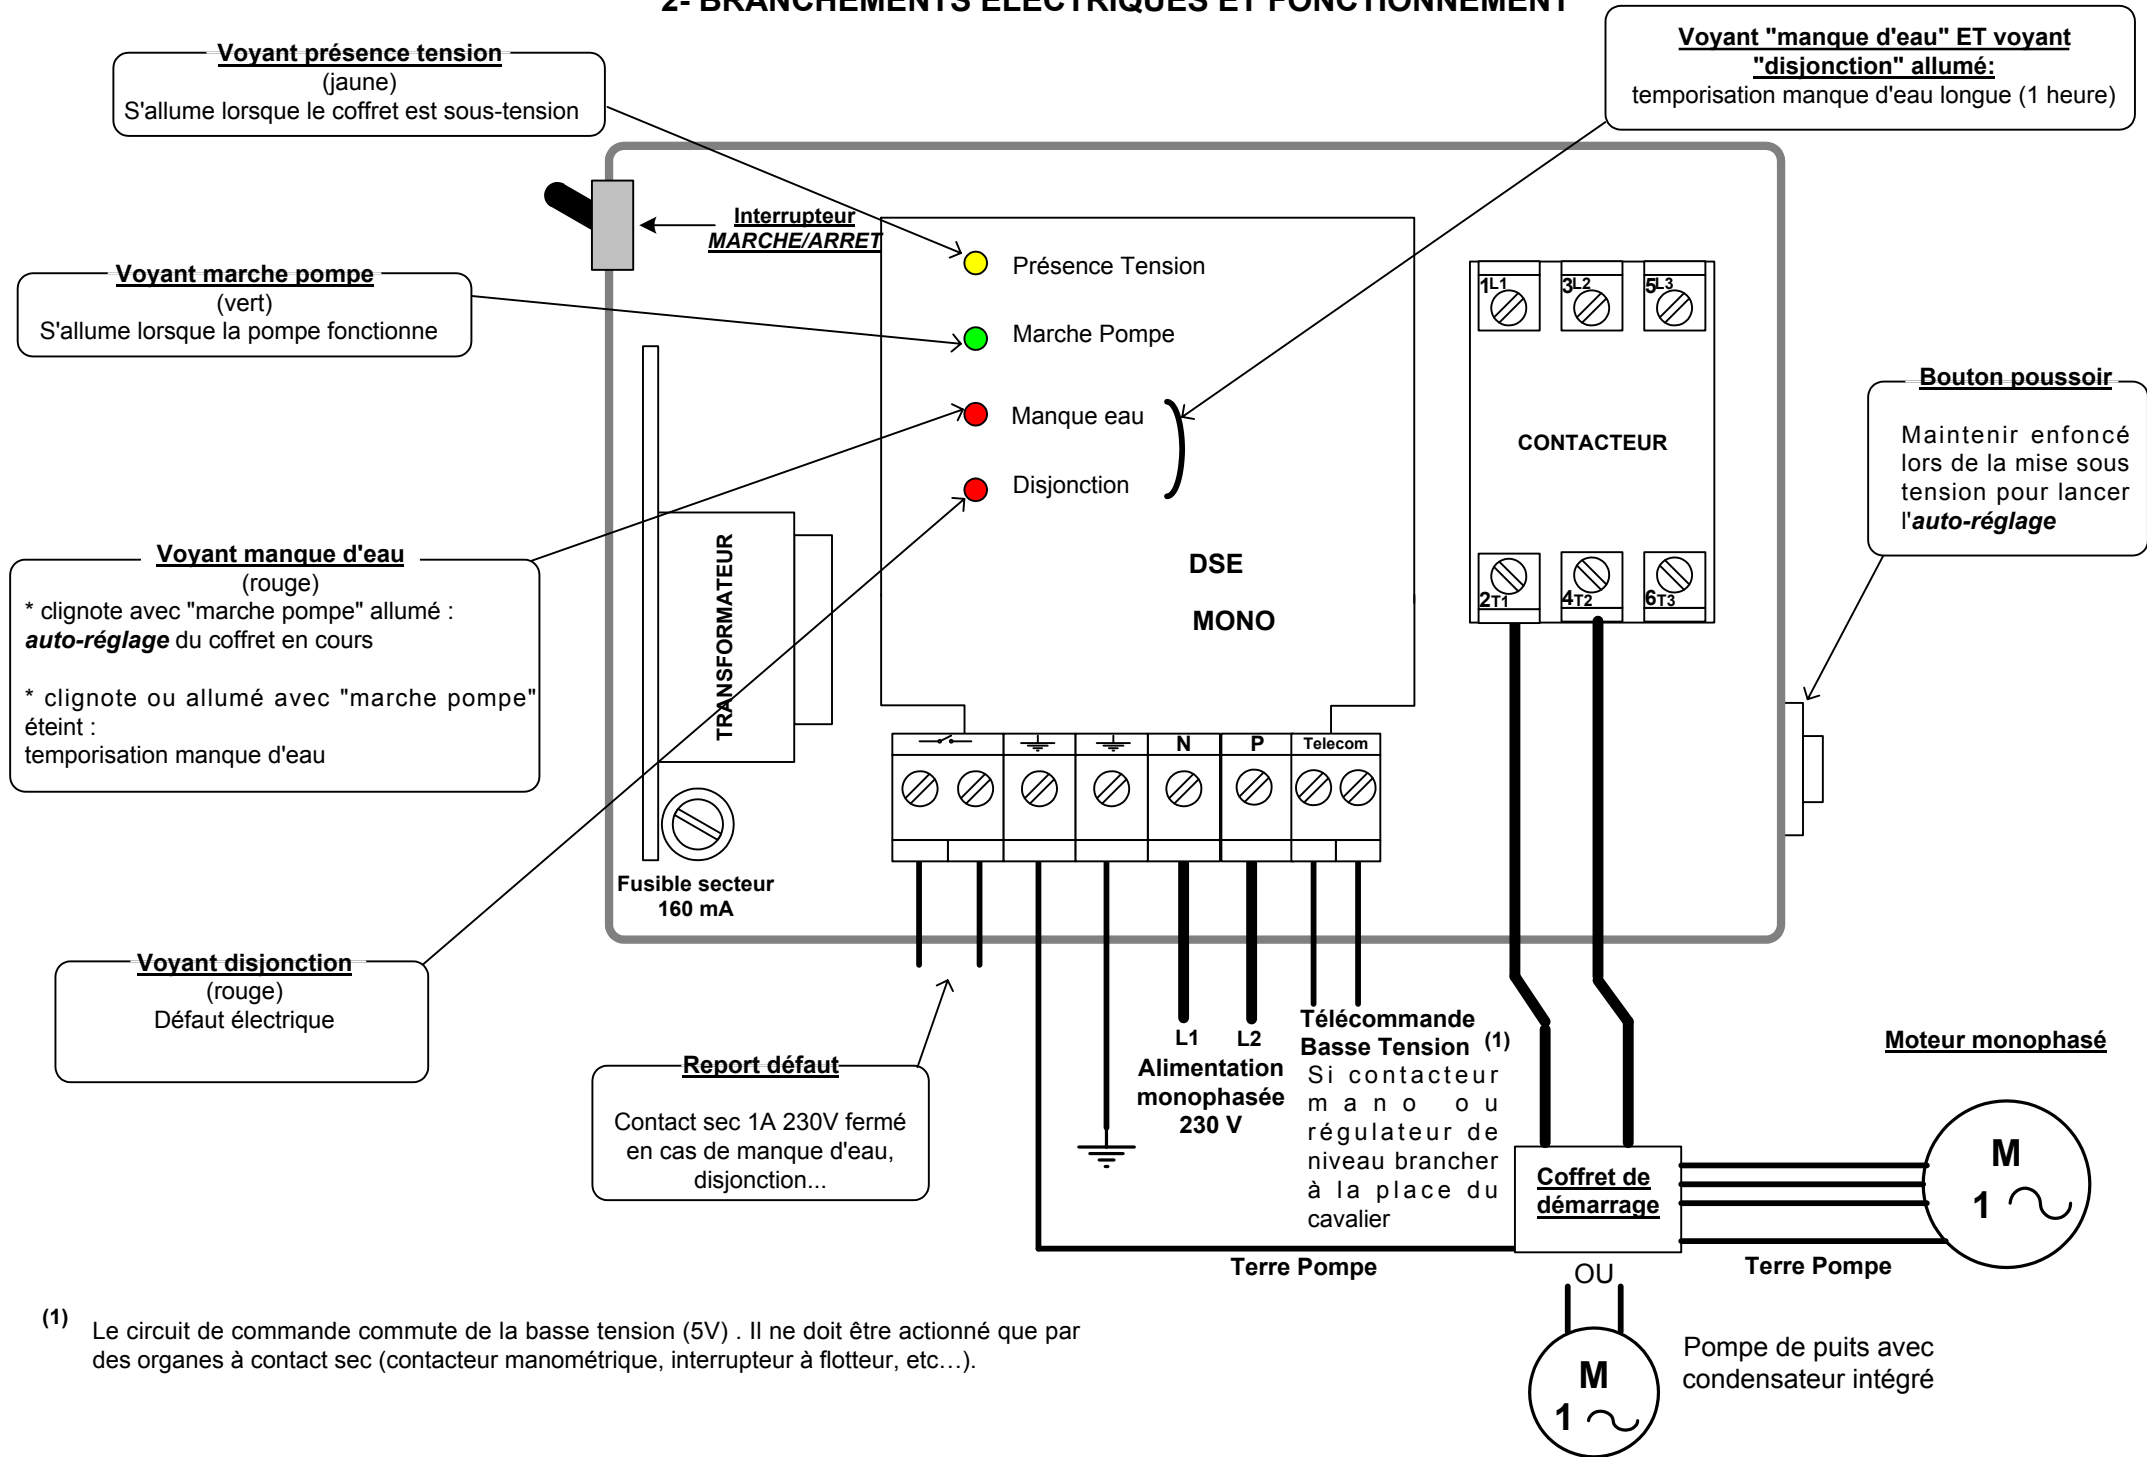 2- BRANCHEMENTS ELECTRIQUES ET FONCTIONNEMENT
Voyant présence tension
(jaune)
S'allume lorsque le coffret est sous-tension
Voyant "manque d'eau" ET voyant
"disjonction" allumé:
temporisation manque d'eau longue (1 heure)
Interrupteur
MARCHE/ARRET
Voyant marche pompe
(vert)
S'allume lorsque la pompe fonctionne
Présence Tension
Marche Pompe
Manque eau
Disjonction
DSE
MONO
1L1
3L2
5L3
CONTACTEUR
2T1
4T2
6T3
Bouton poussoir
Maintenir enfoncé
lors de la mise sous
tension pour lancer
l'auto-réglage
Voyant manque d'eau
(rouge)
* clignote avec "marche pompe" allumé :
auto-réglage du coffret en cours
* clignote ou allumé avec "marche pompe"
éteint :
temporisation manque d'eau
TRANSFORMATEUR
Fusible secteur
160 mA
N
P
Telecom
Voyant disjonction
(rouge)
Défaut électrique
Report défaut
Contact sec 1A 230V fermé
en cas de manque d'eau,
disjonction...
L1
L2
Alimentation
monophasée
230 V
Télécommande
Basse Tension (1)
Si contacteur
mano ou
régulateur de
niveau brancher
à la place du
cavalier
Moteur monophasé
M
1
Coffret de
démarrage
Terre Pompe
Terre Pompe
OU
M
1
Pompe de puits avec
condensateur intégré
(1) Le circuit de commande commute de la basse tension (5V) . Il ne doit être actionné que par
des organes à contact sec (contacteur manométrique, interrupteur à flotteur, etc…).